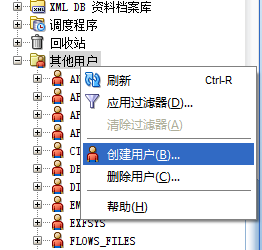 XML DB 资料档案库
调度程序
回收站
其他用户
刷新 Ctrl-R
应用过滤器(D)...
清除过滤器(A)
创建用户(B)...
删除用户(C)...
帮助(H)
EXFSYS
FLOWS_FILES